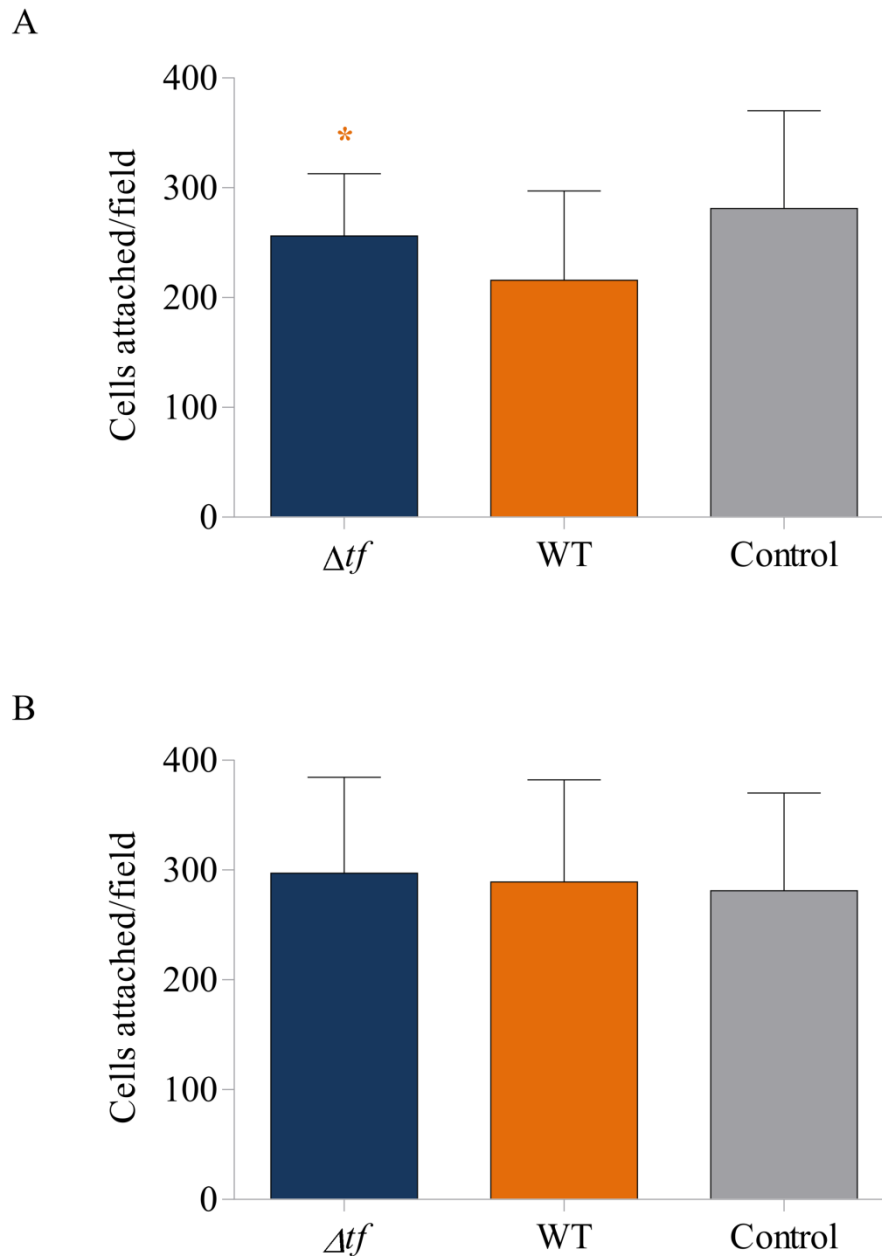 A
Cells attached/field
400
300
200
100
0
*
Δtf
WT
Control
B
Cells attached/field
400
300
200
100
0
Δtf
WT
Control